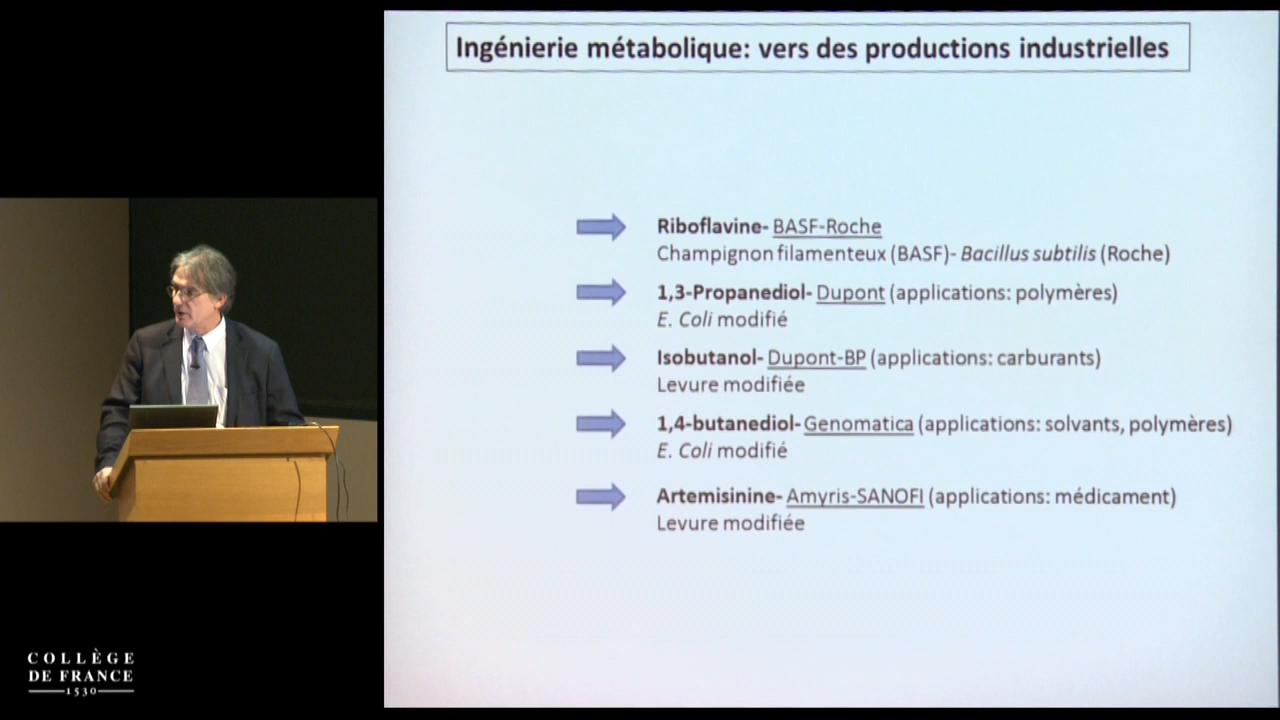 Ingénierie métabolique: vers des productions industrielles
Riboflavine- BASF-Roche
Champignon filamenteux (BASF)- Bacillus subtilis (Roche)
1,3-Propanediol- Dupont (applications: polymères)
E. Coli modifié
Isobutanol- Dupont-BP (applications: carburants)
Levure modifiée
1,4-butanediol- Genomatica (applications: solvants, polymères)
E. Coli modifié
Artemisinine- Amyris-SANOFI (applications: médicament)
Levure modifiée
COLLÈGE
DE FRANCE
1530